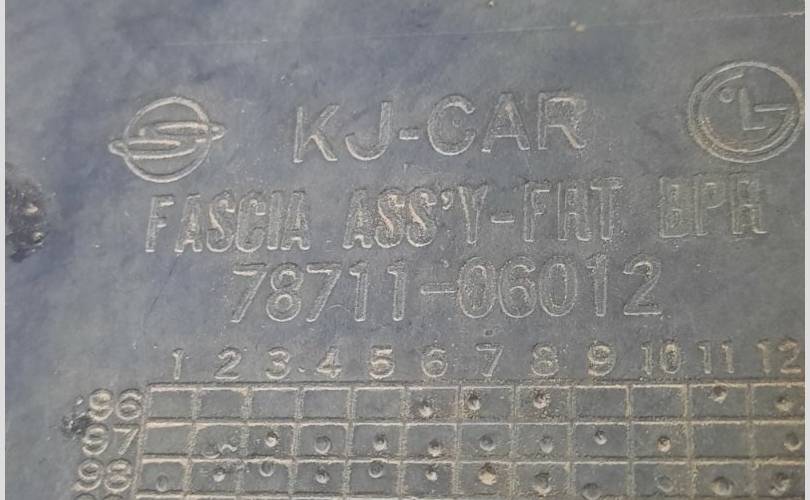 KJ-CAR
FASCIA ASS'Y-FRT BPR
78711-06012
1 2 3 4 5 6 7 8 9 10 11 12
96
97
98